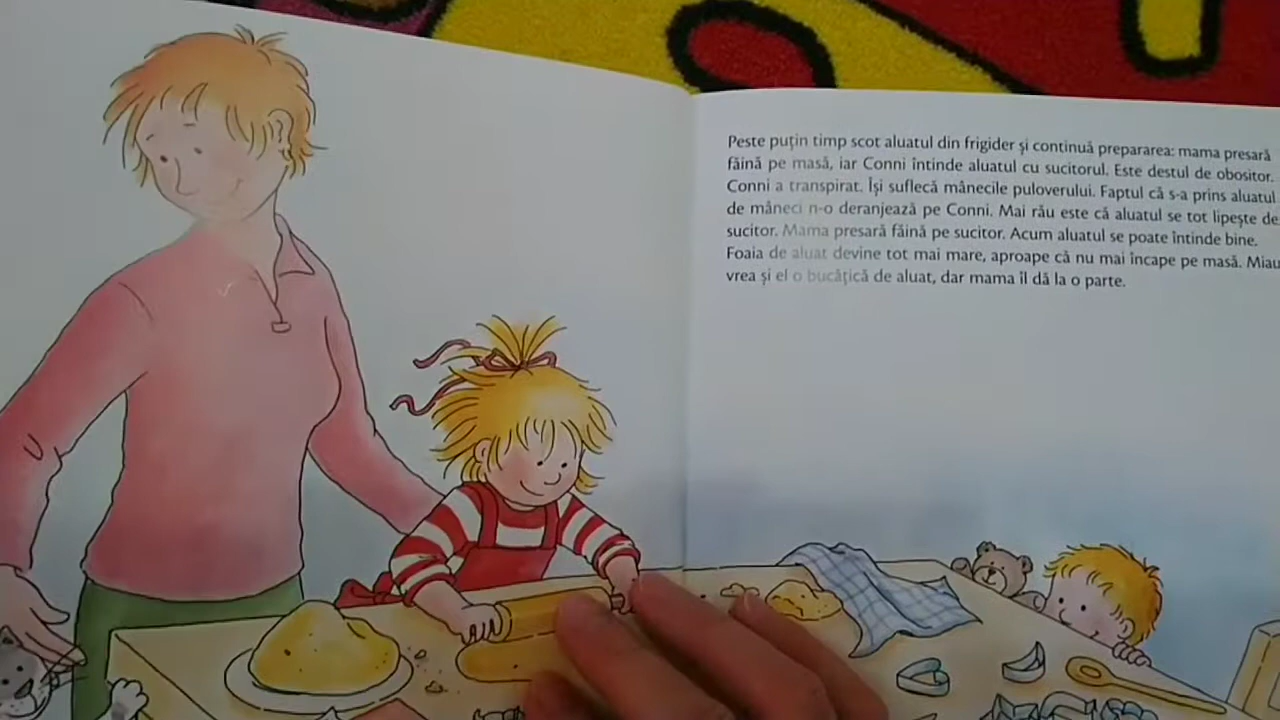 Peste puțin timp scot aluatul din frigider și continuă prepararea: mama presară
făină pe masă, iar Conni întinde aluatul cu sucitorul. Este destul de obositor.
Conni a transpirat. Își suflecă mânecile puloverului. Faptul că s-a prins aluatul
de mâneci n-o deranjează pe Conni. Mai rău este că aluatul se tot lipește de
sucitor. Mama presară făină pe sucitor. Acum aluatul se poate întinde bine.
Foaia de aluat devine tot mai mare, aproape că nu mai încape pe masă. Miau
vrea și el o bucățică de aluat, dar mama îl dă la o parte.